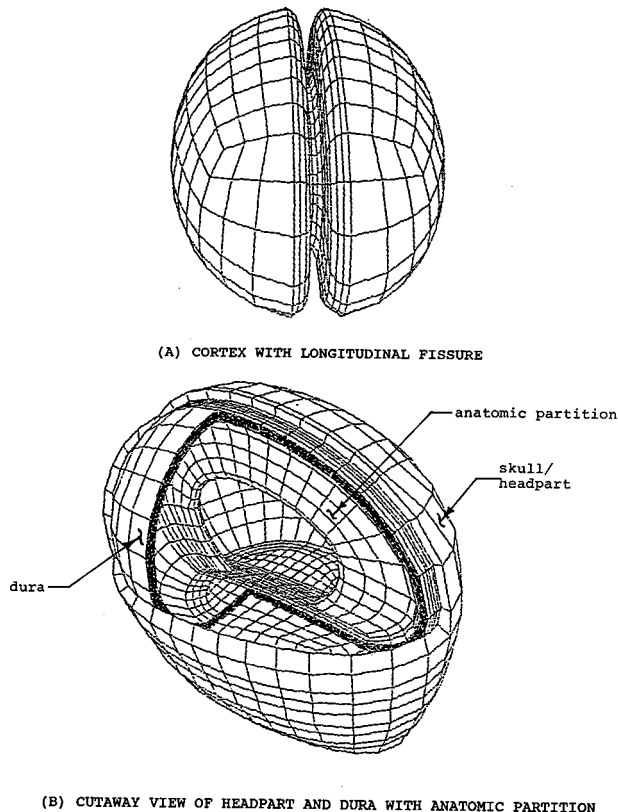 (A) CORTEX WITH LONGITUDINAL FISSURE
anatomic partition
skull/
headpart
dura
(B) CUTAWAY VIEW OF HEADPART AND DURA WITH ANATOMIC PARTITION